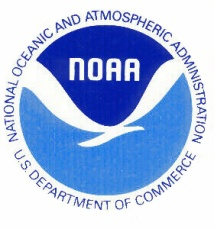 NATIONAL OCEANIC AND ATMOSPHERIC ADMINISTRATION
NOAA
U.S. DEPARTMENT OF COMMERCE